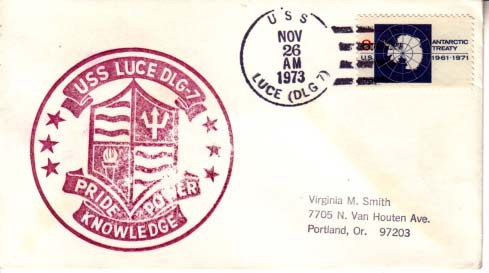 USS LUCE DLG-7
PRIDE POWER
KNOWLEDGE
USS
NOV
26
AM
1973
LUCE (DLG 7)
8c
U.S.
ANTARCTIC
TREATY
1961-1971
Virginia M. Smith
7705 N. Van Houten Ave.
Portland, Or. 97203